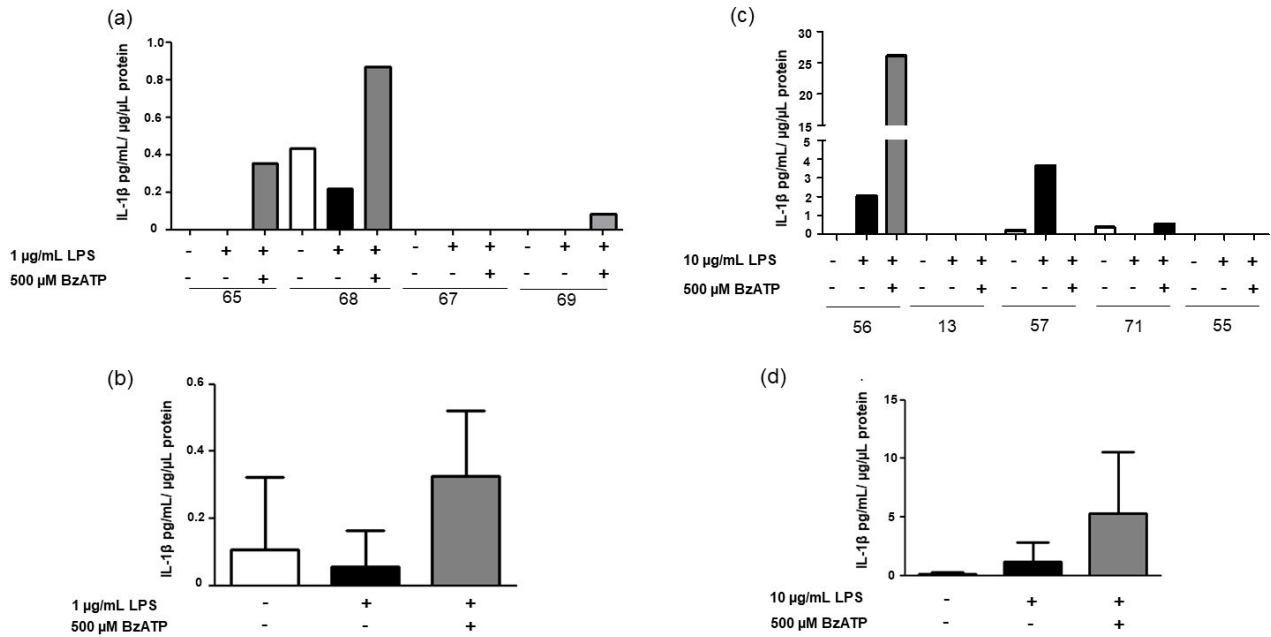 (a)
IL-1β pg/mL/ µg/µL protein
1.0
0.8
0.6
0.4
0.2
0
1 µg/mL LPS - + + - + + - + + - + +
500 µM BzATP - - + - - + - - + - - +
65 68 67 69
(b)
IL-1β pg/mL/ µg/µL protein
0.6
0.4
0.2
0
1 µg/mL LPS - + +
500 µM BzATP - - +
(c)
IL-1β pg/mL/ µg/µL protein
30
25
20
15
5
4
3
2
1
0
10 µg/mL LPS - + + - + + - + + - + + - + +
500 µM BzATP - - + - - + - - + - - + - - +
56 13 57 71 55
(d)
IL-1β pg/mL/ µg/µL protein
15
10
5
0
10 µg/mL LPS - + +
500 µM BzATP - - +